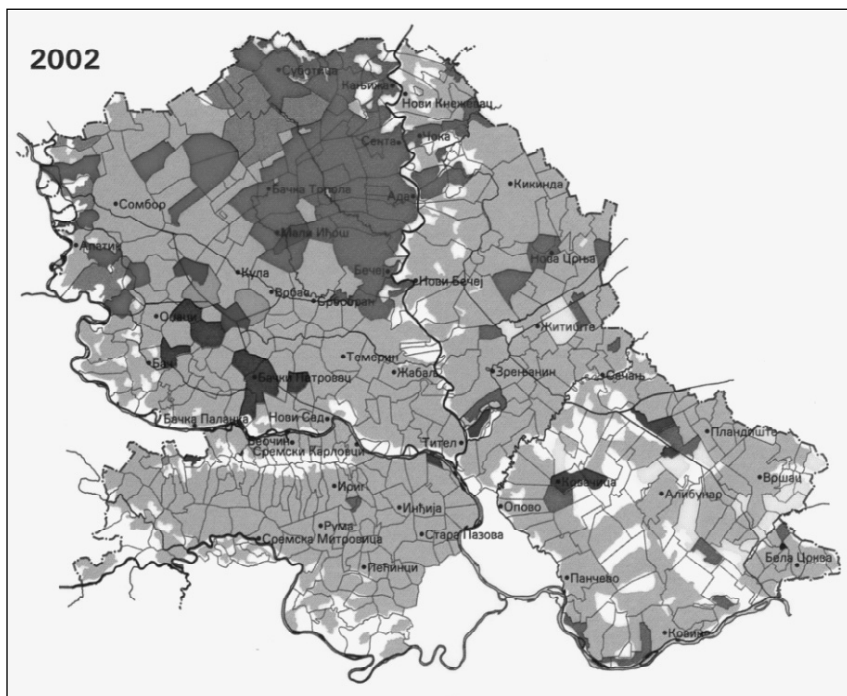 2002
Суботица
Кањижа
Нови Кнежевац
Сента
Чока
Кикинда
Бачка Топола
Ада
Сомбор
Мали Иђош
Апатин
Кула
Бечеј
Нови Бечеј
Нова Црња
Врбас
Србобран
Оџаци
Житиште
Темерин
Бач
Бачки Петровац
Жабаљ
Зрењанин
Сечањ
Бачка Паланка
Нови Сад
Беочин
Тител
Пландиште
Сремски Карловци
Ириг
Ковачица
Вршац
Инђија
Опово
Алибунар
Рума
Сремска Митровица
Стара Пазова
Бела Црква
Пећинци
Панчево
Ковин